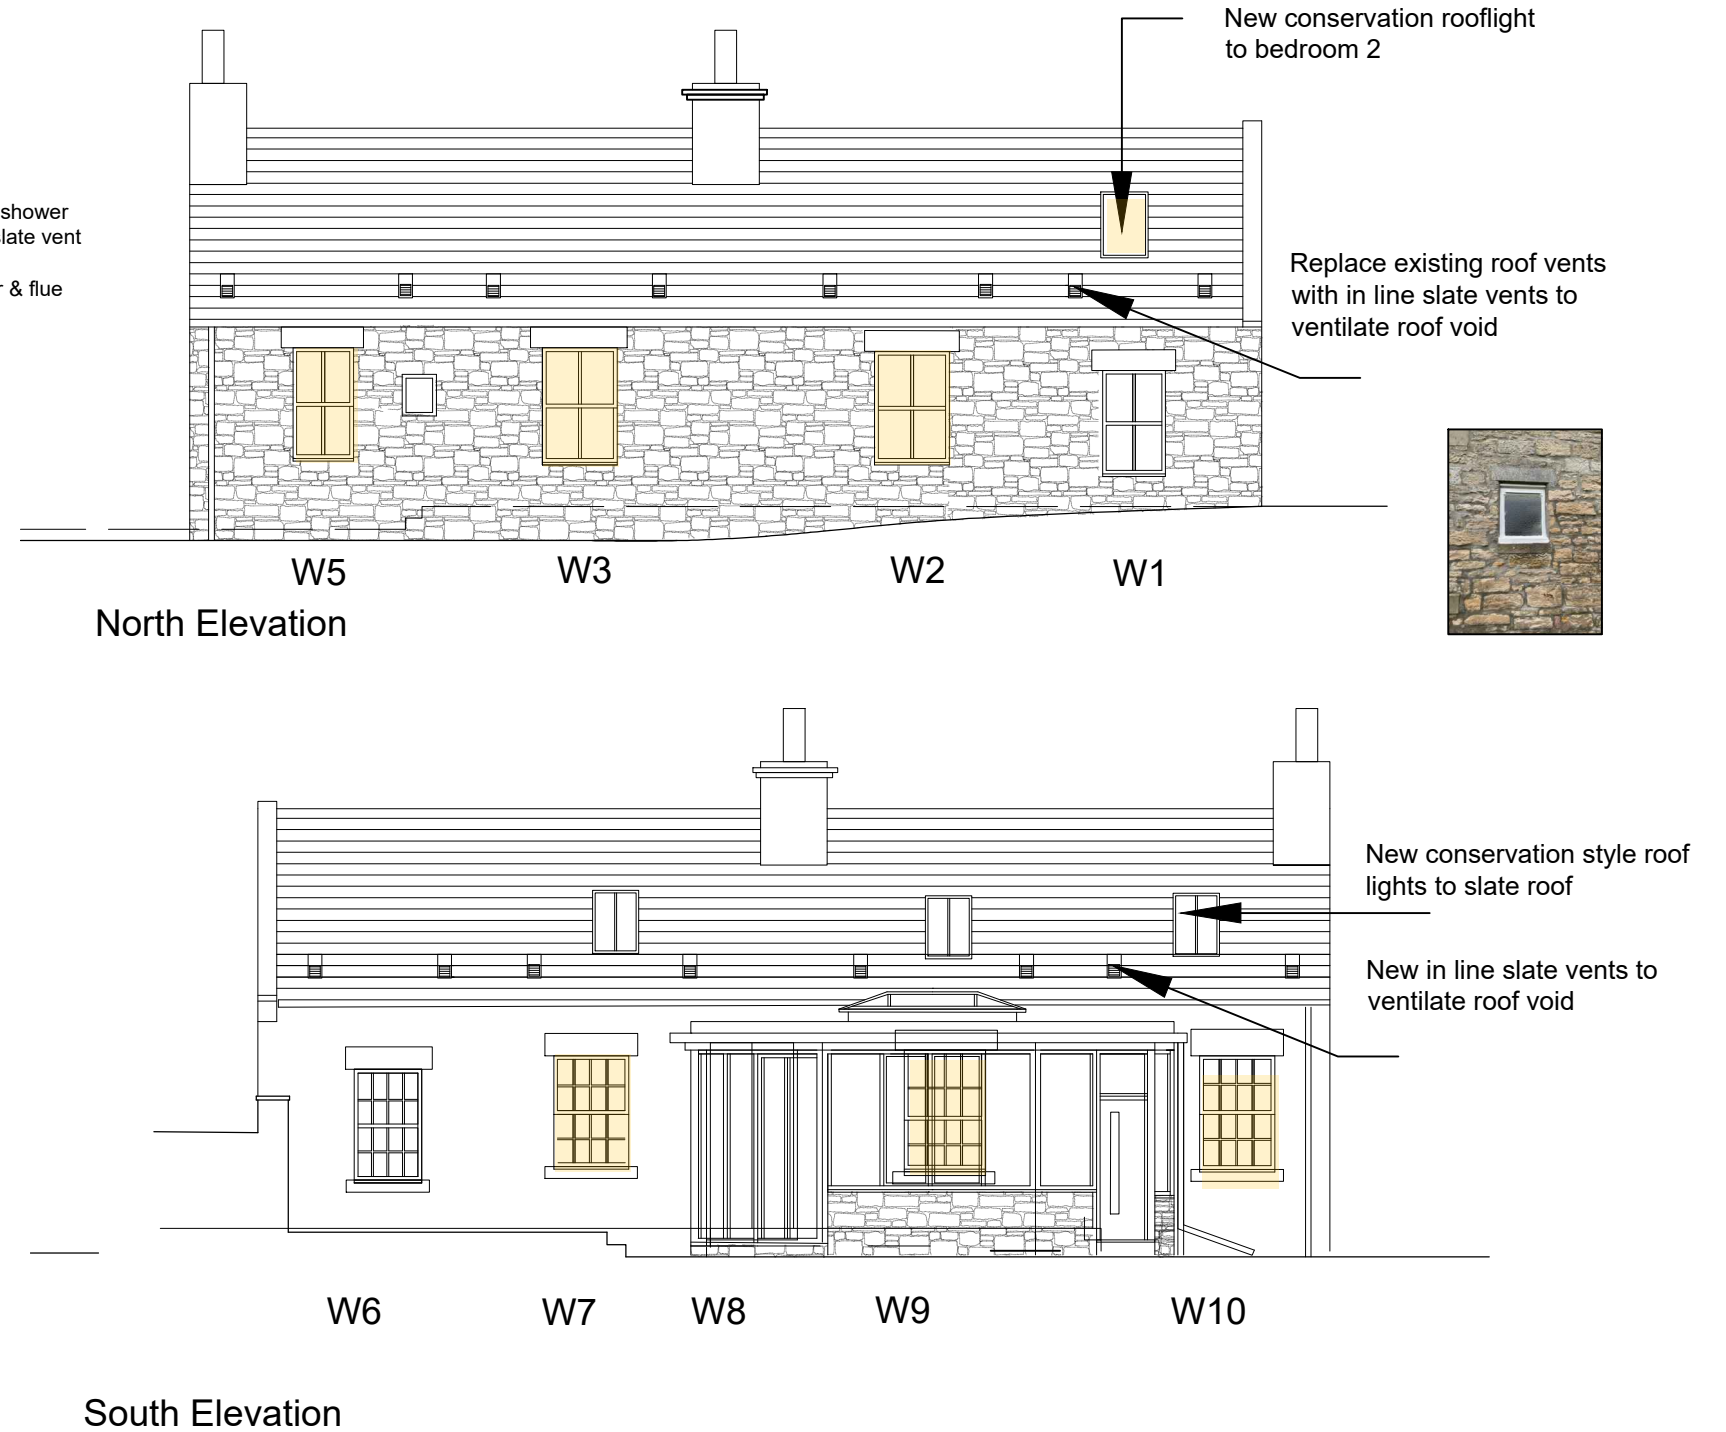 New conservation rooflight
to bedroom 2
shower
slate vent
& flue
Replace existing roof vents
with in line slate vents to
ventilate roof void
W5
W3
W2
W1
North Elevation
New conservation style roof
lights to slate roof
New in line slate vents to
ventilate roof void
W6
W7
W8
W9
W10
South Elevation